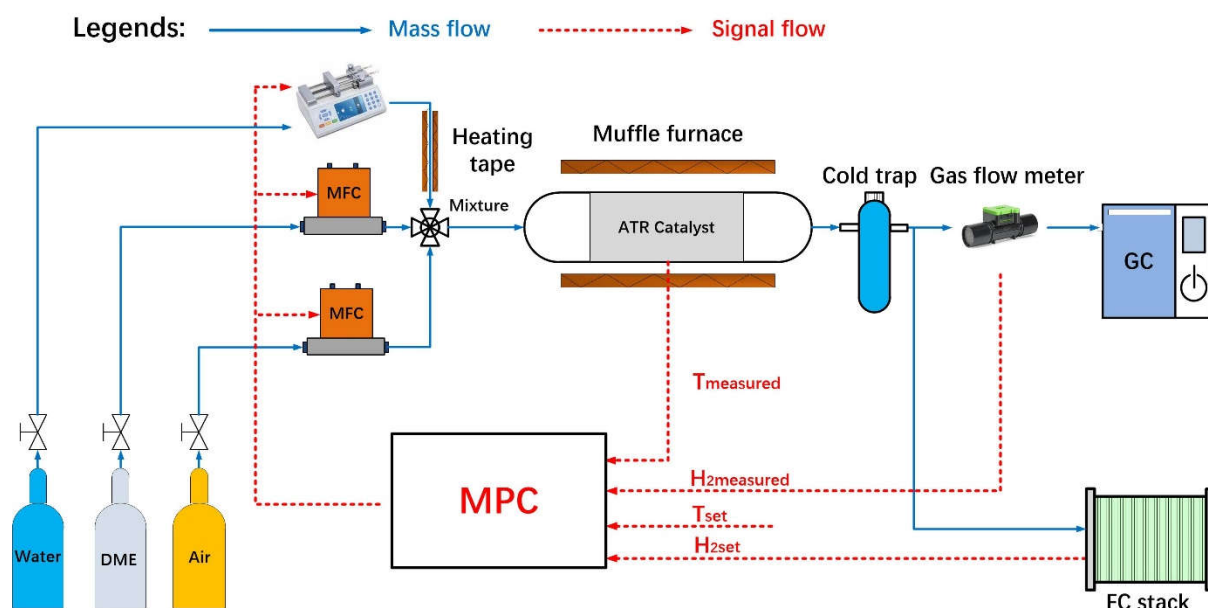 Legends:
Mass flow
Signal flow
Heating
tape
Muffle furnace
Cold trap
Gas flow meter
MFC
Mixture
ATR Catalyst
GC
MFC
Tmeasured
MPC
H2measured
Tset
H2set
Water
DME
Air
FC stack